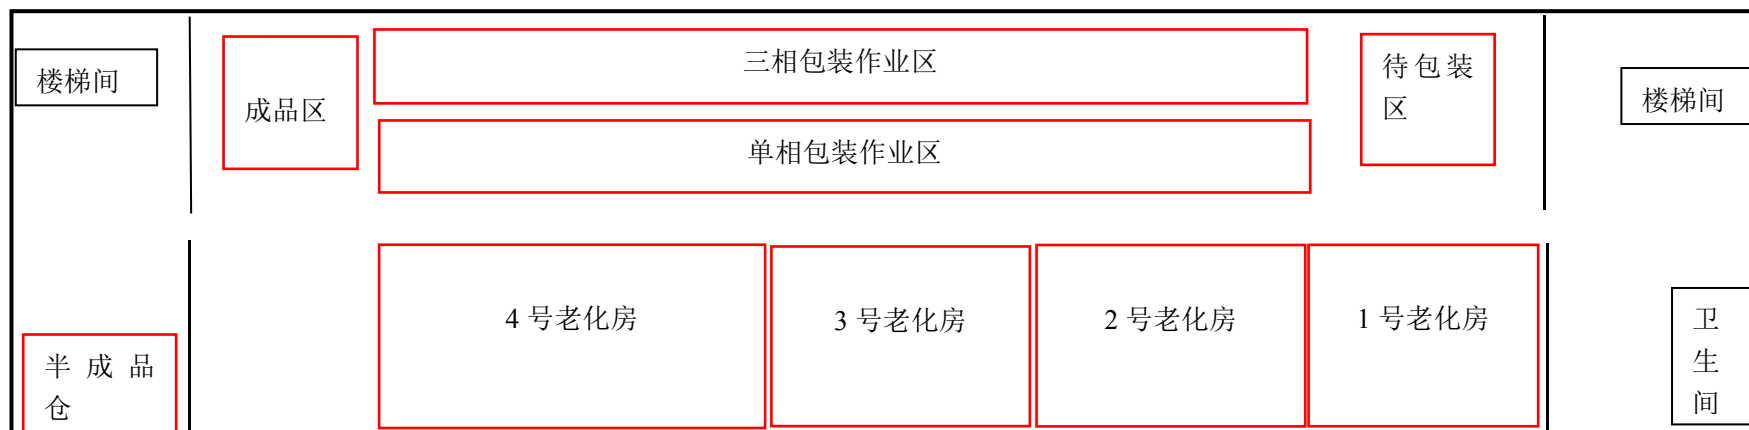 楼梯间
成品区
三相包装作业区
单相包装作业区
待包装
区
楼梯间
4 号老化房
3 号老化房
2 号老化房
1 号老化房
半成品
仓
卫
生
间